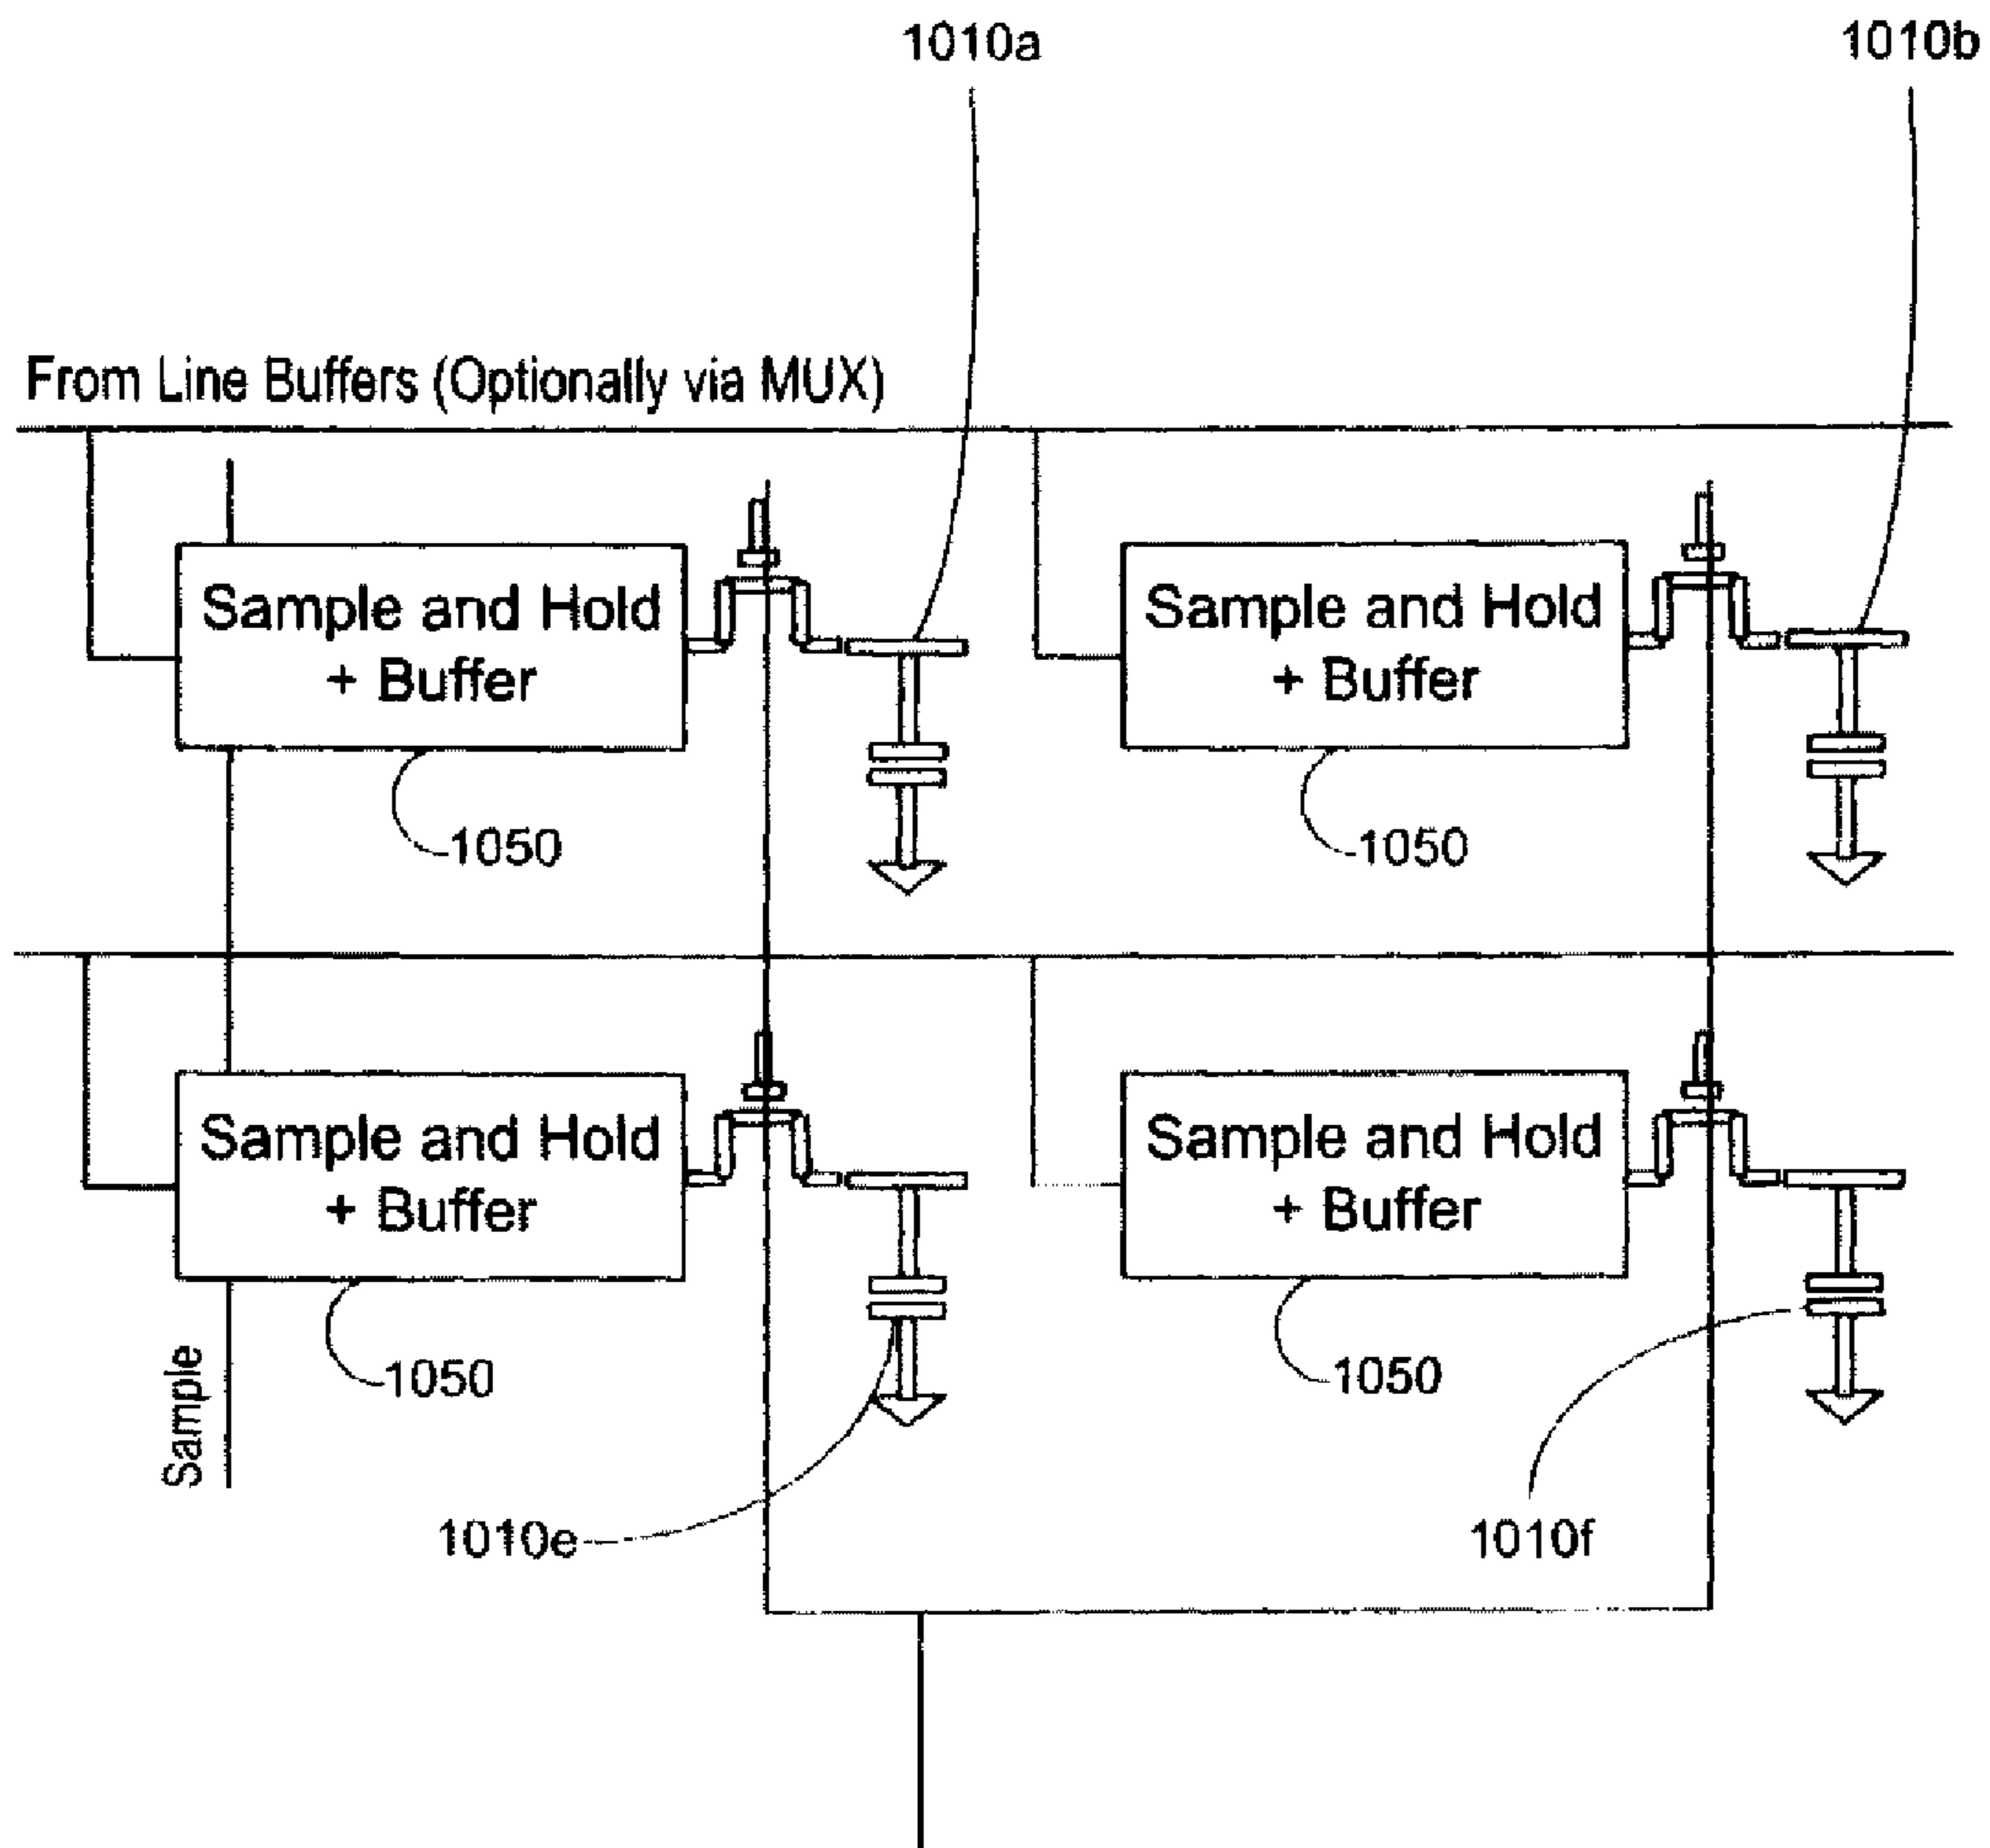 1010a
1010b
From Line Buffers (Optionally via MUX)
Sample and Hold
+ Buffer
Sample and Hold
+ Buffer
1050
1050
Sample and Hold
+ Buffer
Sample and Hold
+ Buffer
1050
1050
Sample
1010e
1010f